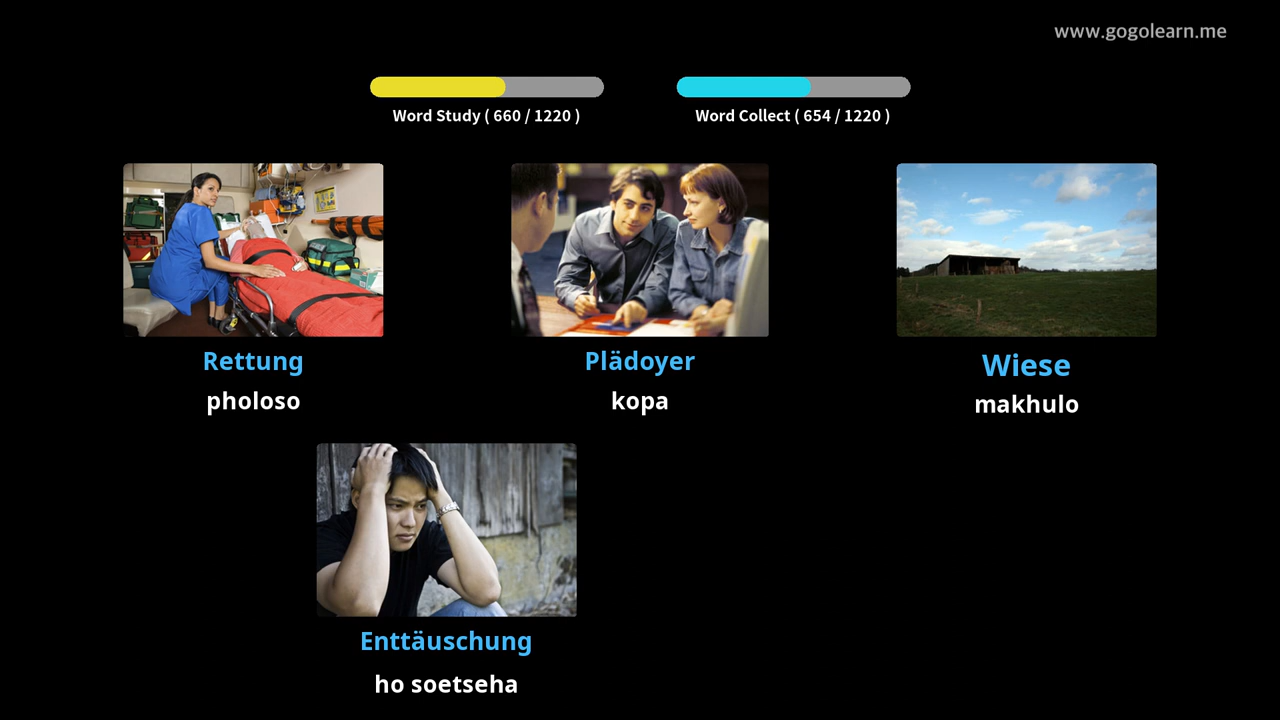 www.gogolearn.me
Word Study ( 660 / 1220 )
Word Collect ( 654 / 1220 )
Rettung
pholoso
Plädoyer
kopa
Wiese
makhulo
Enttäuschung
ho soetseha